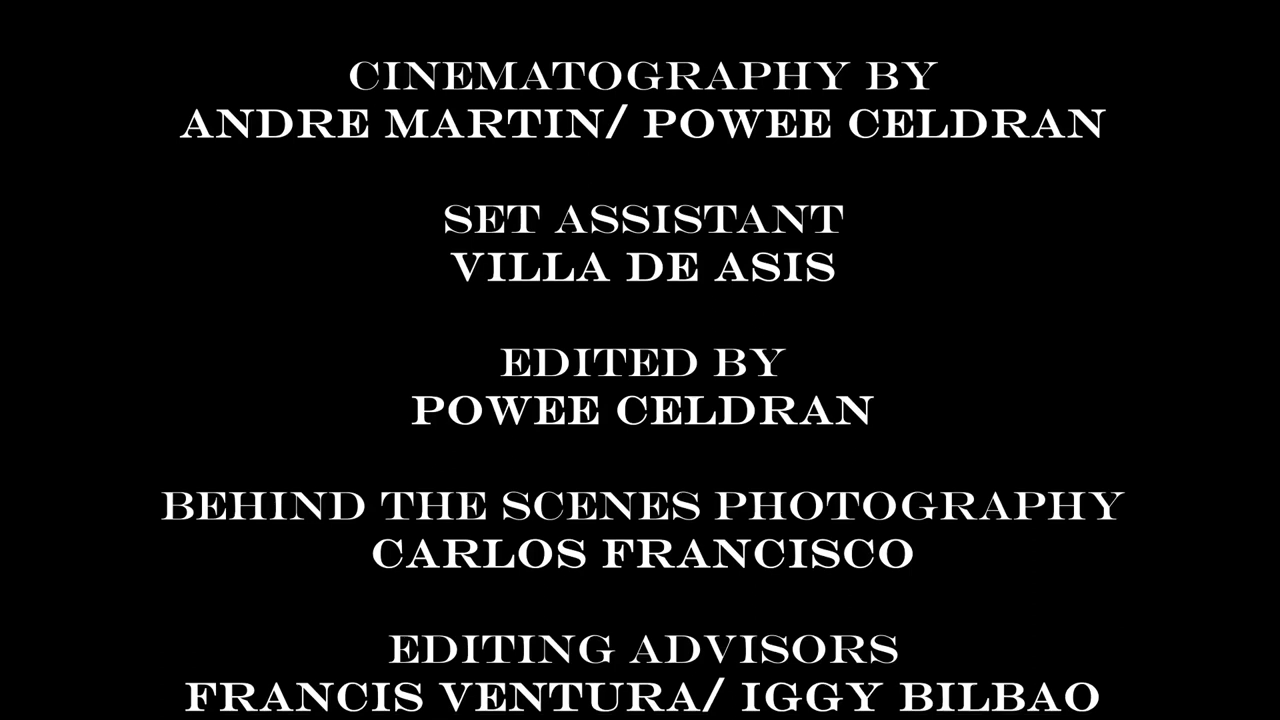 CINEMATOGRAPHY BY
ANDRE MARTIN/ POWEE CELDRAN
SET ASSISTANT
VILLA DE ASIS
EDITED BY
POWEE CELDRAN
BEHIND THE SCENES PHOTOGRAPHY
CARLOS FRANCISCO
EDITING ADVISORS
FRANCIS VENTURA/ IGGY BILBAO